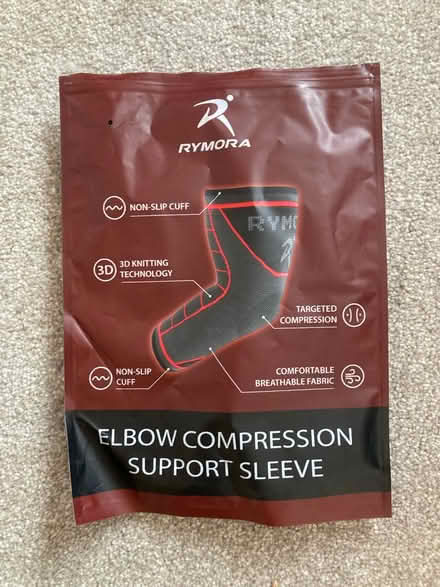 RYMORA
NON-SLIP CUFF
RYMO
3D
3D KNITTING
TECHNOLOGY
TARGETED
COMPRESSION
NON-SLIP
CUFF
COMFORTABLE
BREATHABLE FABRIC
ELBOW COMPRESSION
SUPPORT SLEEVE